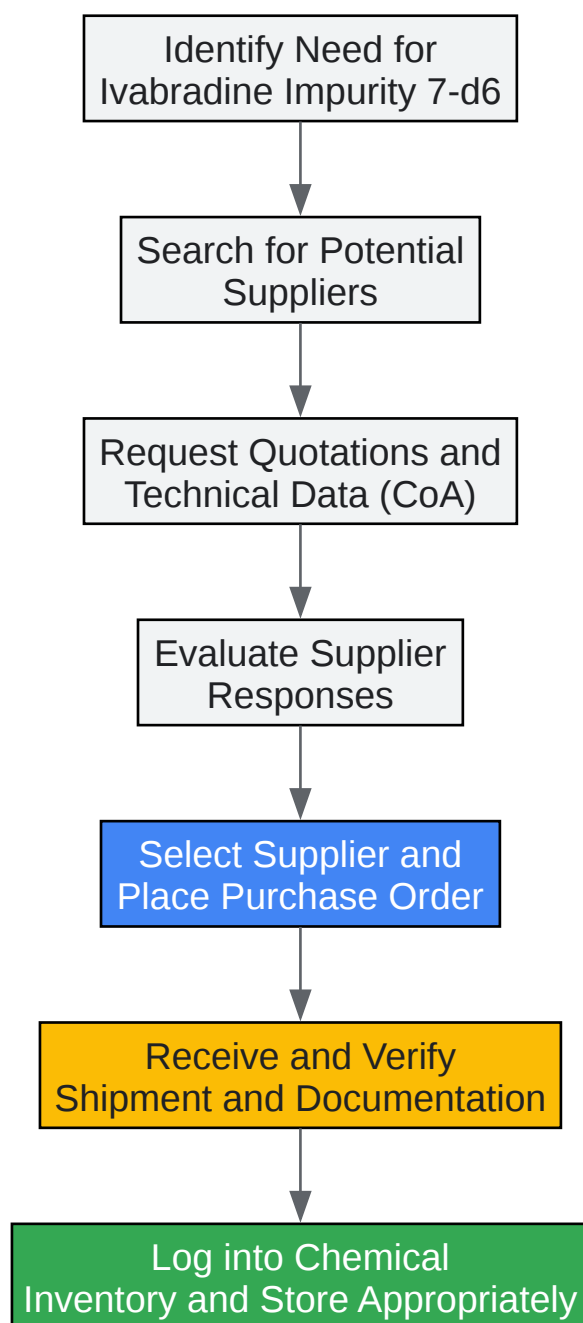 Identify Need for
Ivabradine Impurity 7-d6
Search for Potential
Suppliers
Request Quotations and
Technical Data (CoA)
Evaluate Supplier
Responses
Select Supplier and
Place Purchase Order
Receive and Verify
Shipment and Documentation
Log into Chemical
Inventory and Store Appropriately